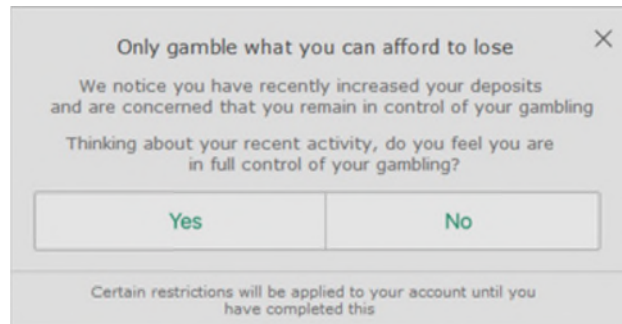 Only gamble what you can afford to lose
We notice you have recently increased your deposits
and are concerned that you remain in control of your gambling
Thinking about your recent activity, do you feel you are
in full control of your gambling?
Yes
No
Certain restrictions will be applied to your account until you
have completed this